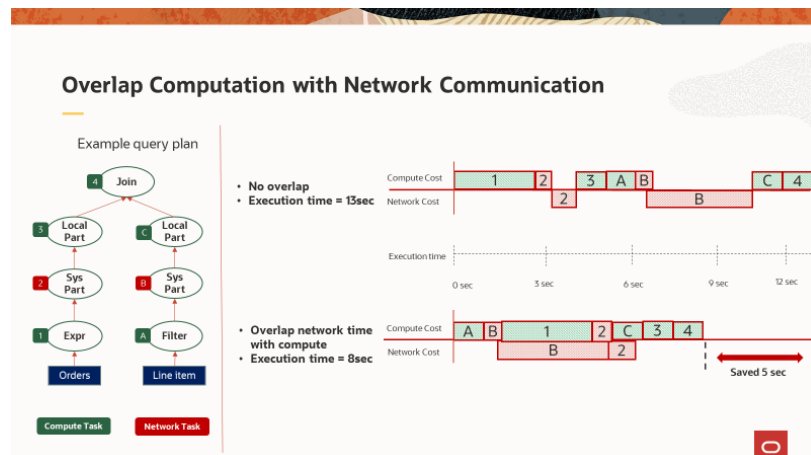 Overlap Computation with Network Communication
Example query plan
4
Join
3
Local
Part
C
Local
Part
2
Sys
Part
B
Sys
Part
1
Expr
A
Filter
Orders
Line item
Compute Task
Network Task
• No overlap
• Execution time = 13sec
Compute Cost
1
2
3
A
B
C
4
Network Cost
2
B
Execution time
0 sec
3 sec
6 sec
9 sec
12 sec
• Overlap network time
with compute
• Execution time = 8sec
Compute Cost
A
B
1
2
C
3
4
Network Cost
B
2
Saved 5 sec